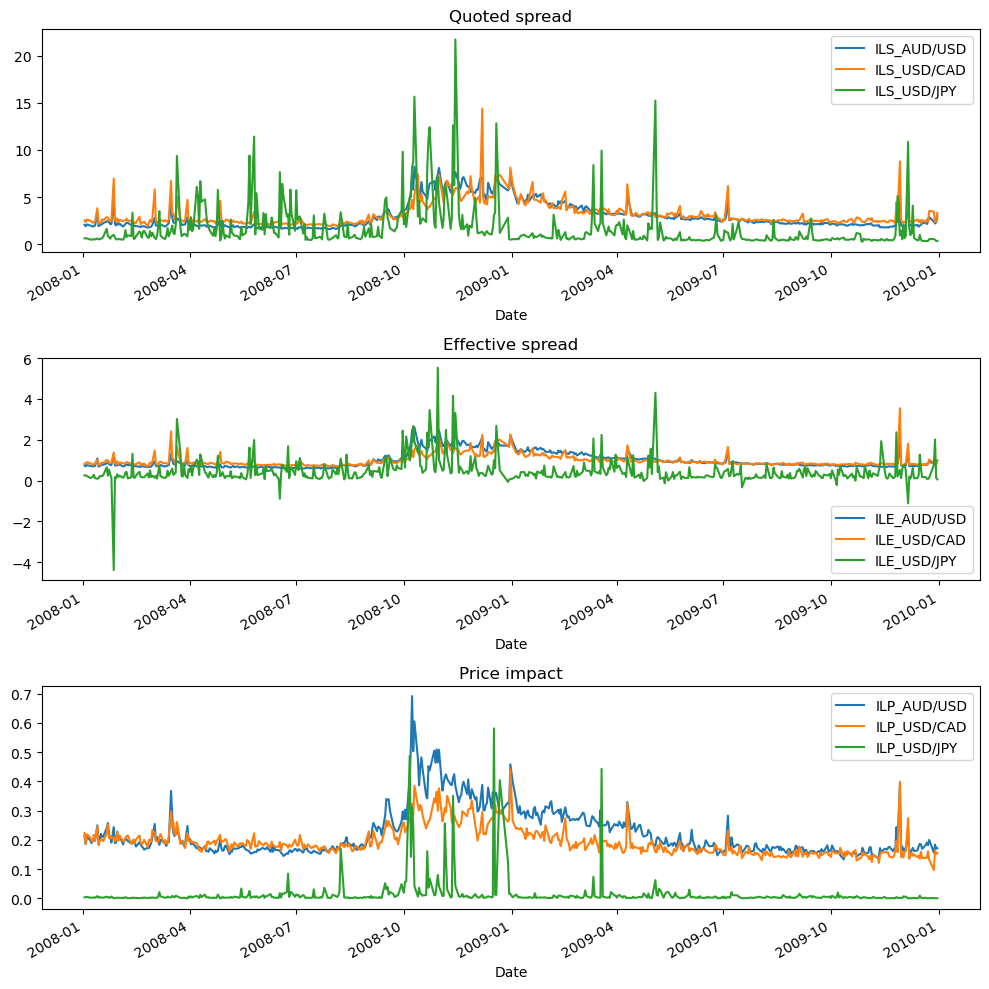 Quoted spread
20
15
10
5
0
ILS_AUD/USD
ILS_USD/CAD
ILS_USD/JPY
2008-01 2008-04 2008-07 2008-10 2009-01 2009-04 2009-07 2009-10 2010-01
Date
Effective spread
6
4
2
0
−2
−4
ILE_AUD/USD
ILE_USD/CAD
ILE_USD/JPY
2008-01 2008-04 2008-07 2008-10 2009-01 2009-04 2009-07 2009-10 2010-01
Date
Price impact
0.7
0.6
0.5
0.4
0.3
0.2
0.1
0.0
ILP_AUD/USD
ILP_USD/CAD
ILP_USD/JPY
2008-01 2008-04 2008-07 2008-10 2009-01 2009-04 2009-07 2009-10 2010-01
Date